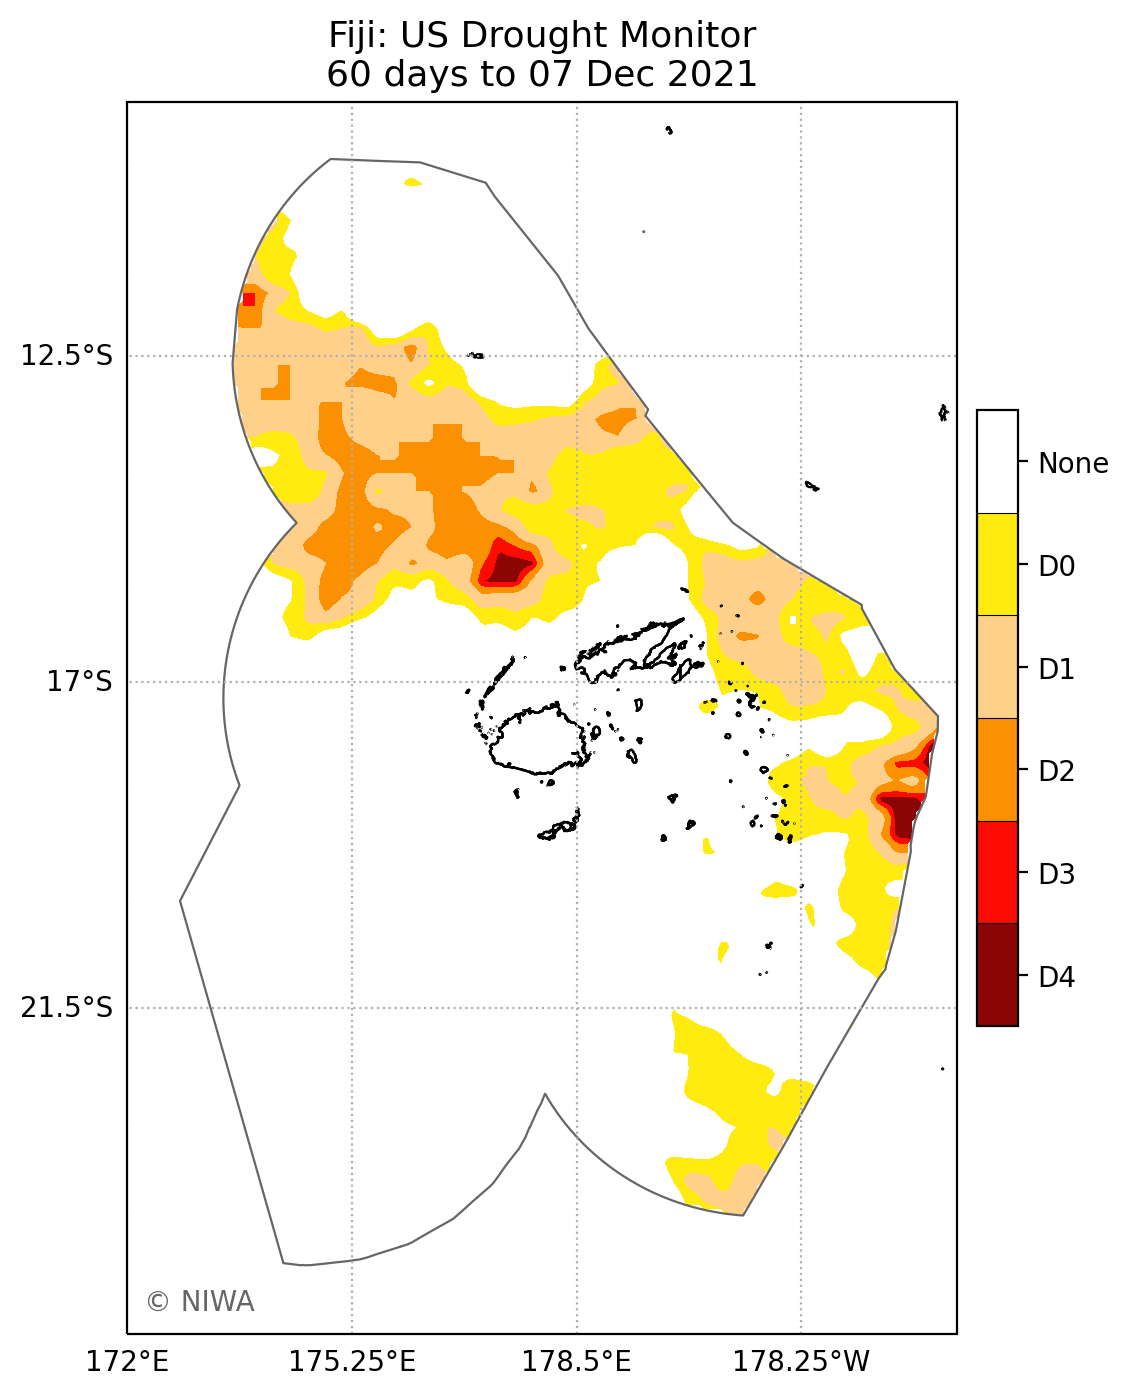 Fiji: US Drought Monitor
60 days to 07 Dec 2021
12.5°S
17°S
21.5°S
None
D0
D1
D2
D3
D4
© NIWA
172°E
175.25°E
178.5°E
178.25°W